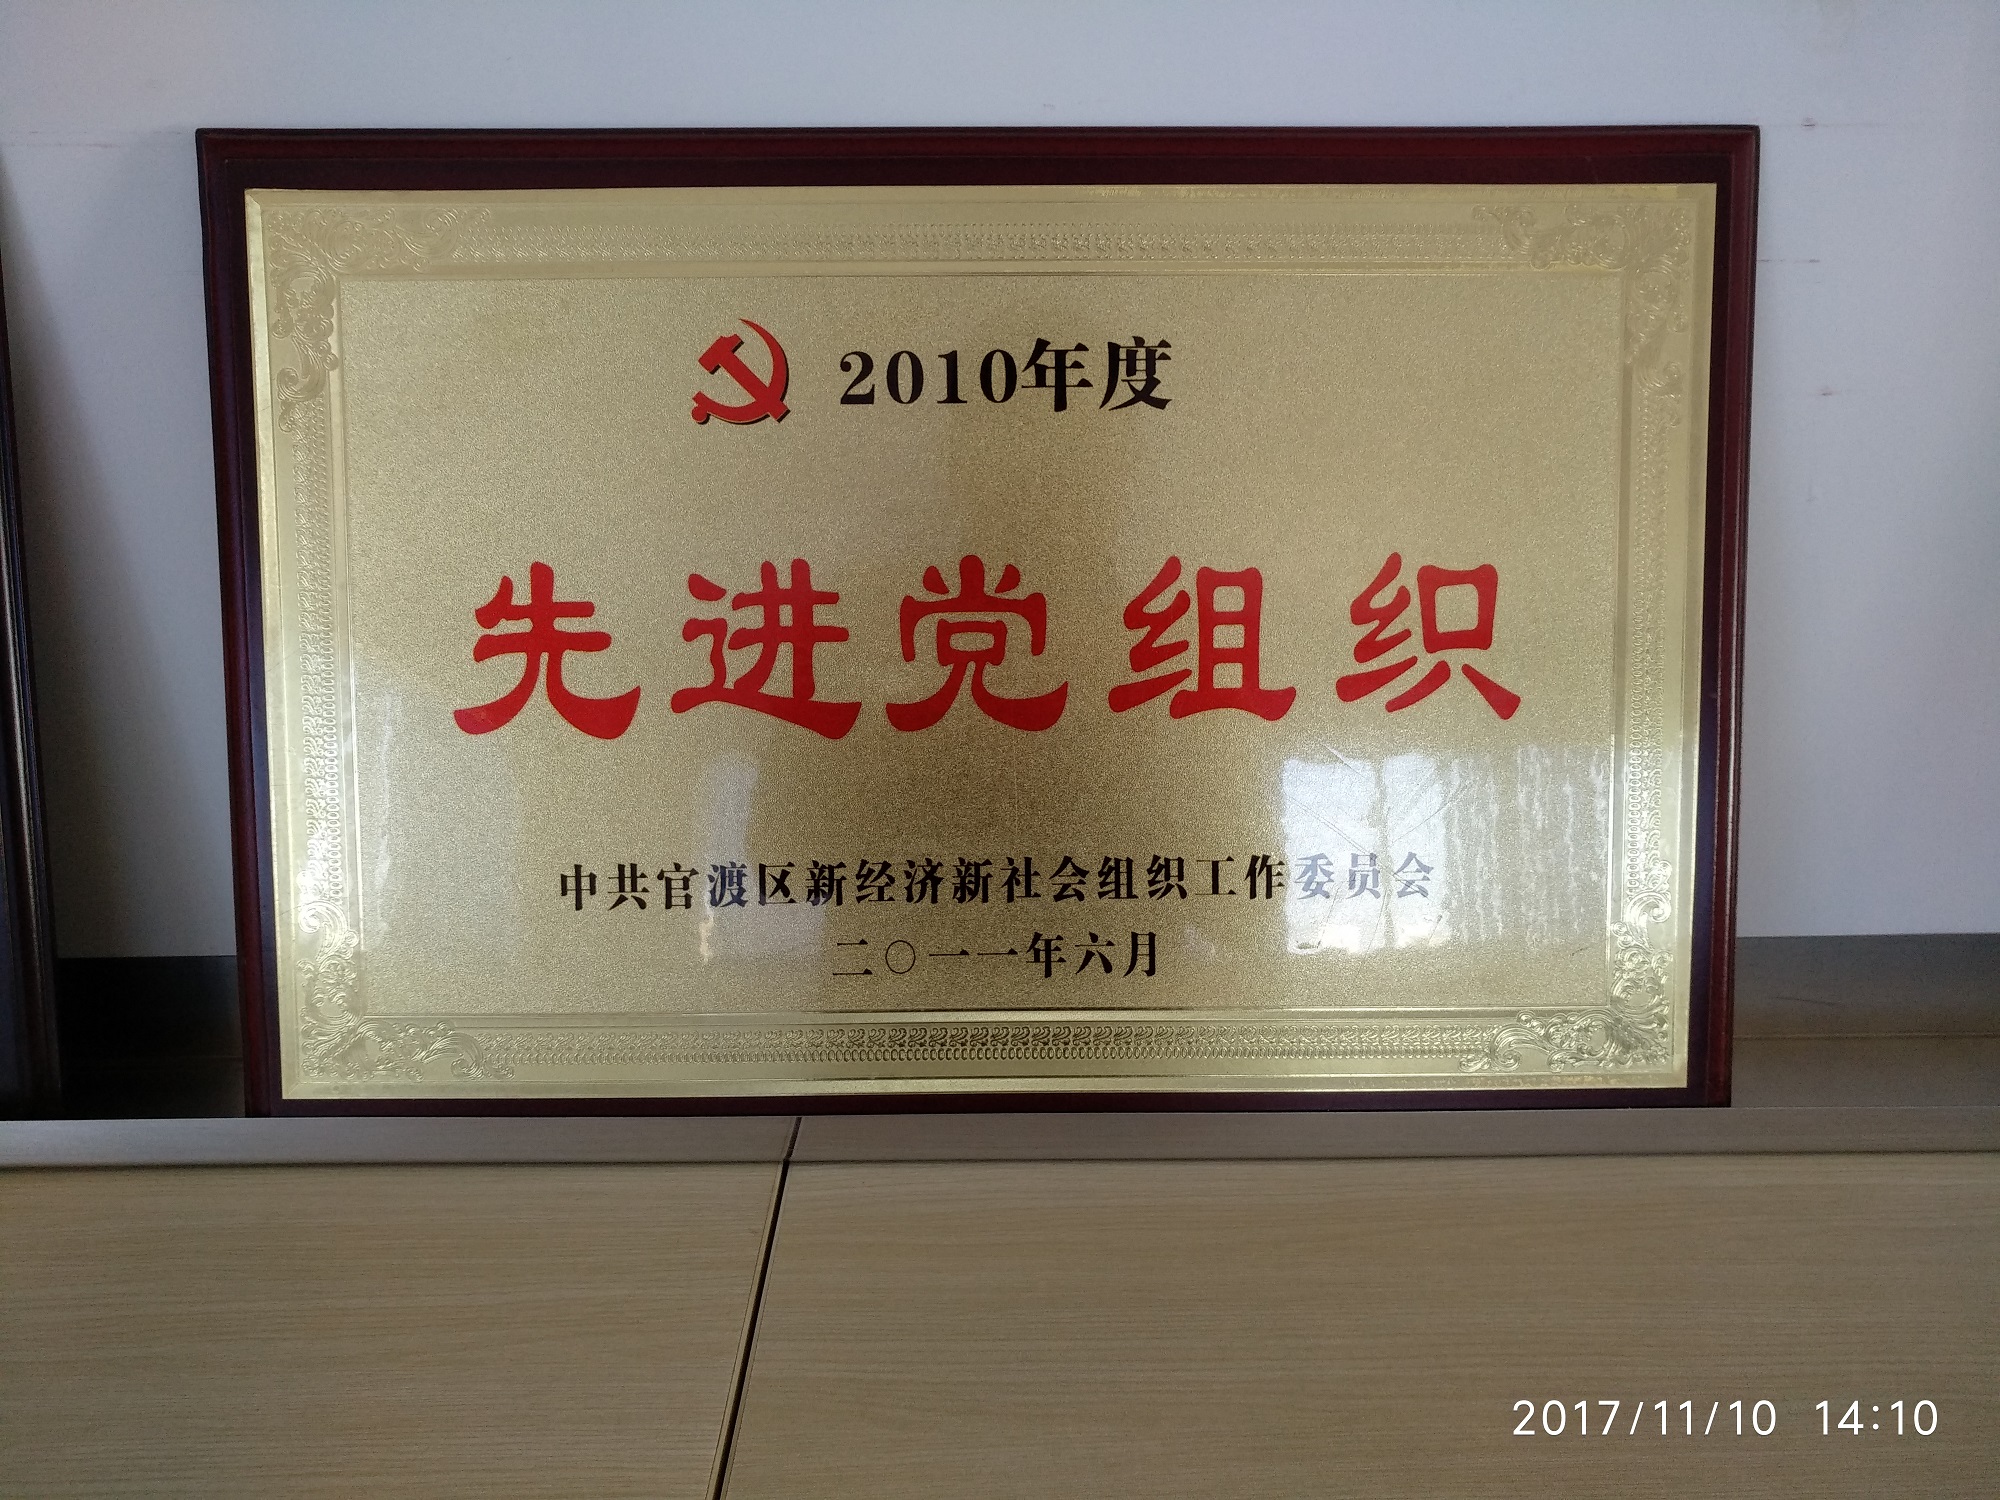 2010年度
先进党组织
中共官渡区新经济新社会组织工作委员会
二〇一一年六月
2017/11/10 14:10